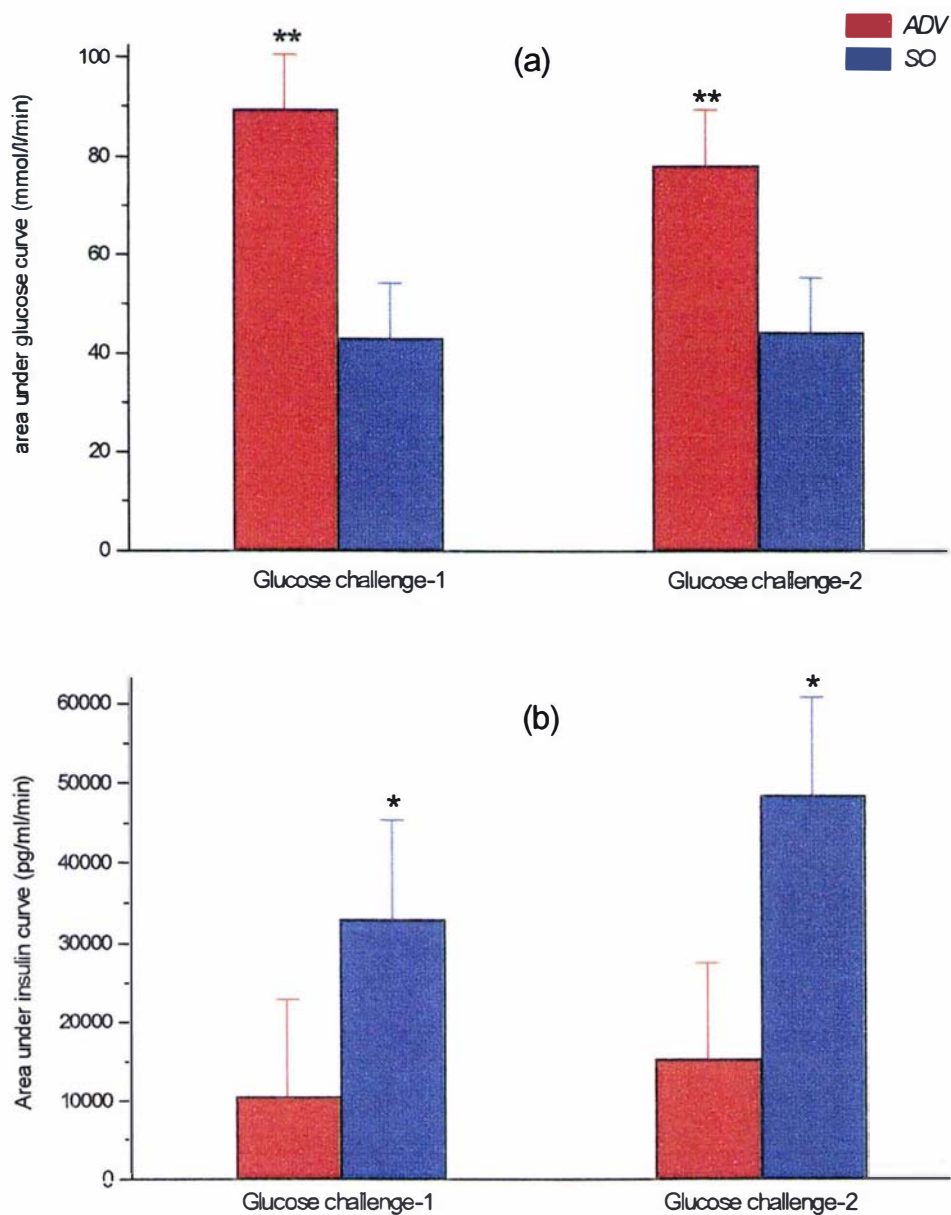 ADV
SO
**
(a)
**
100
80
60
40
20
0
area under glucose curve (mmol/l/min)
Glucose challenge-1
Glucose challenge-2
*
(b)
*
60000
50000
40000
30000
20000
10000
0
Area under insulin curve (pg/ml/min)
Glucose challenge-1
Glucose challenge-2